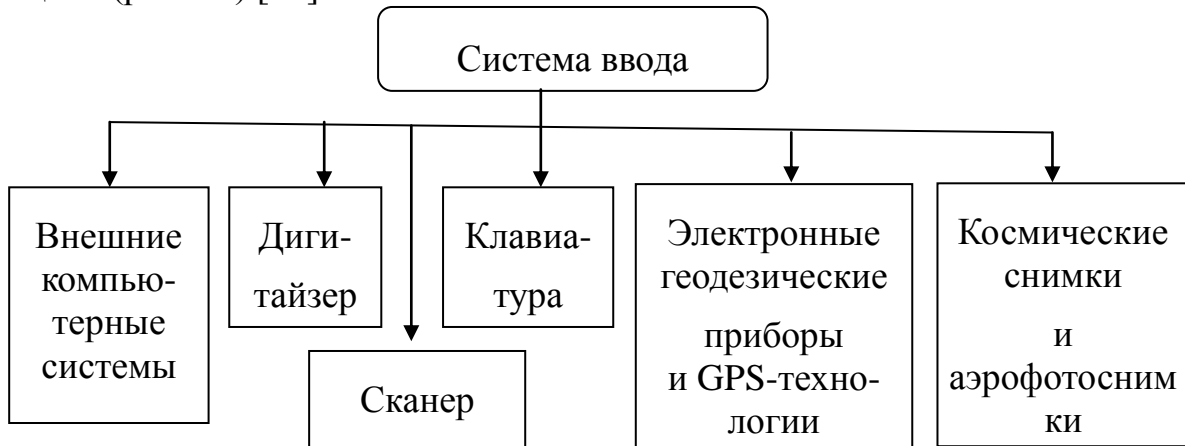 Система ввода
Внешние
компью-
терные
системы
Диги-
тайзер
Сканер
Клавиа-
тура
Электронные
геодезические
приборы
и GPS-техно-
логии
Космические
снимки
и
аэрофотосним
ки